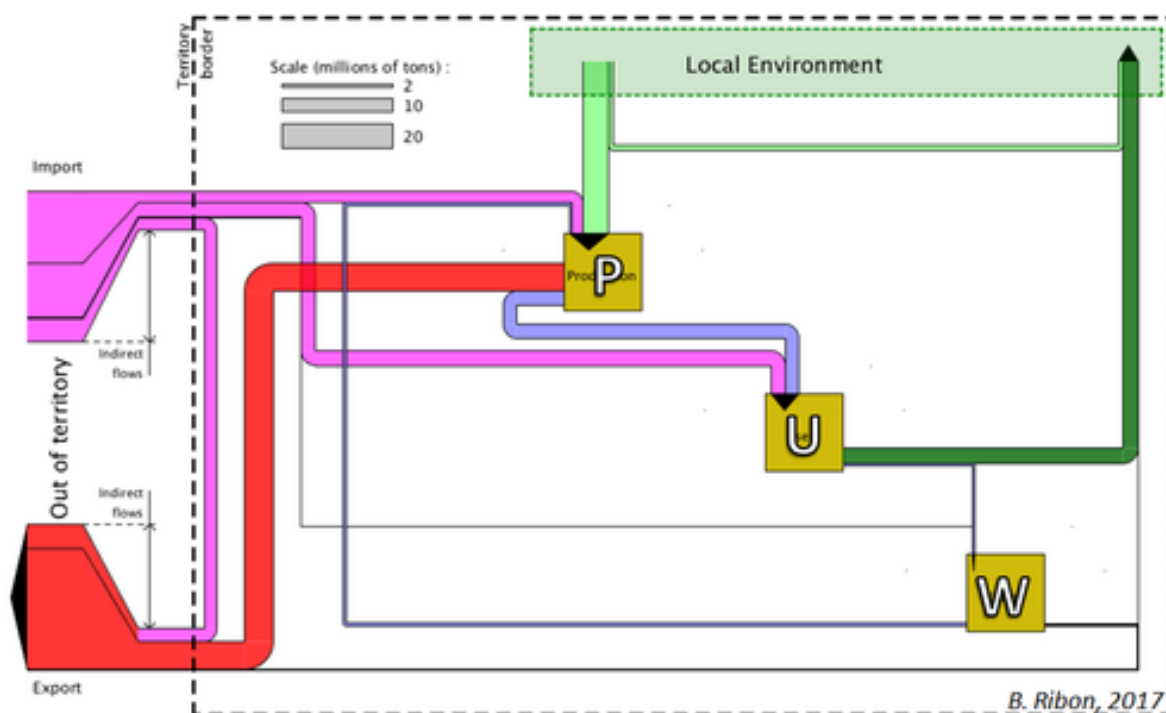 Territory
border
Scale (millions of tons) :
2
10
20
Local Environment
Import
P
Indirect
flows
Out of territory
U
Indirect
flows
W
Export
B. Ribon, 2017